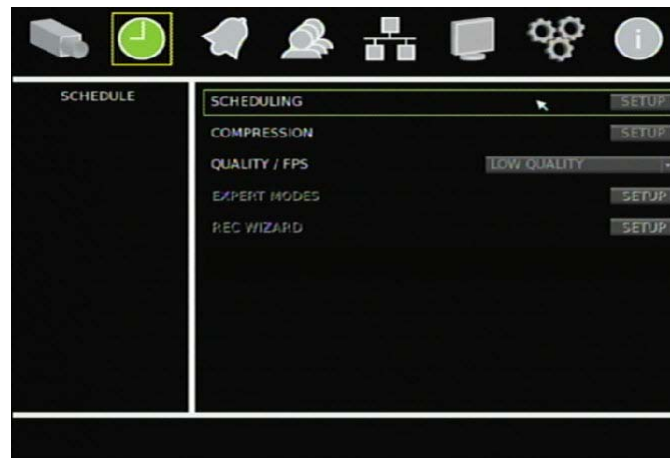 SCHEDULE
SCHEDULING SETUP
COMPRESSION SETUP
QUALITY / FPS LOW QUALITY
EXPERT MODES SETUP
REC WIZARD SETUP